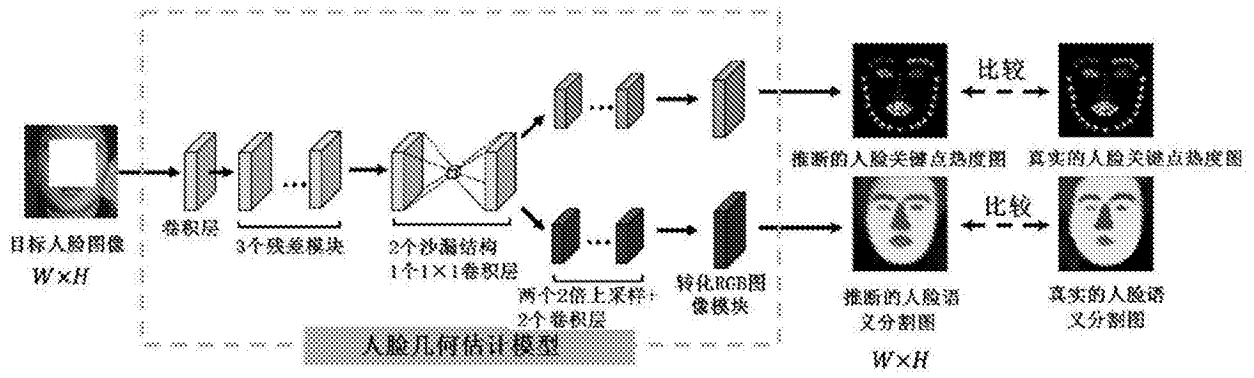 比较
推断的人脸关键点热度图
真实的人脸关键点热度图
目标人脸图像
W×H
卷积层
3个残差模块
2个沙漏结构
1个1×1卷积层
两个2倍上采样+
2个卷积层
转化RGB图
像模块
比较
推断的人脸语
义分割图
W×H
真实的人脸语
义分割图
人脸几何估计模型